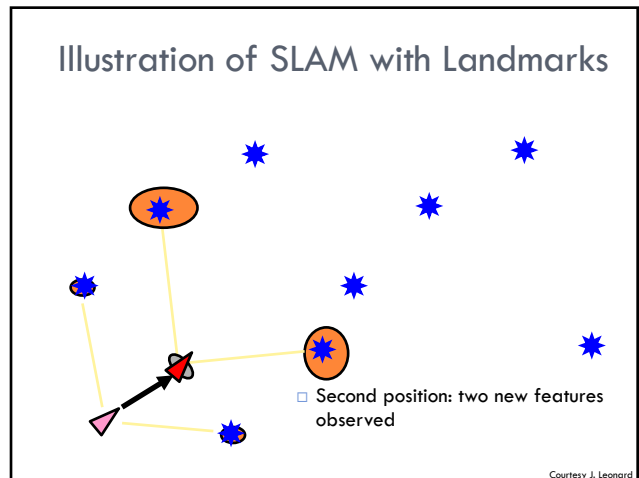 Illustration of SLAM with Landmarks
Second position: two new features
observed
Courtesy J. Leonard